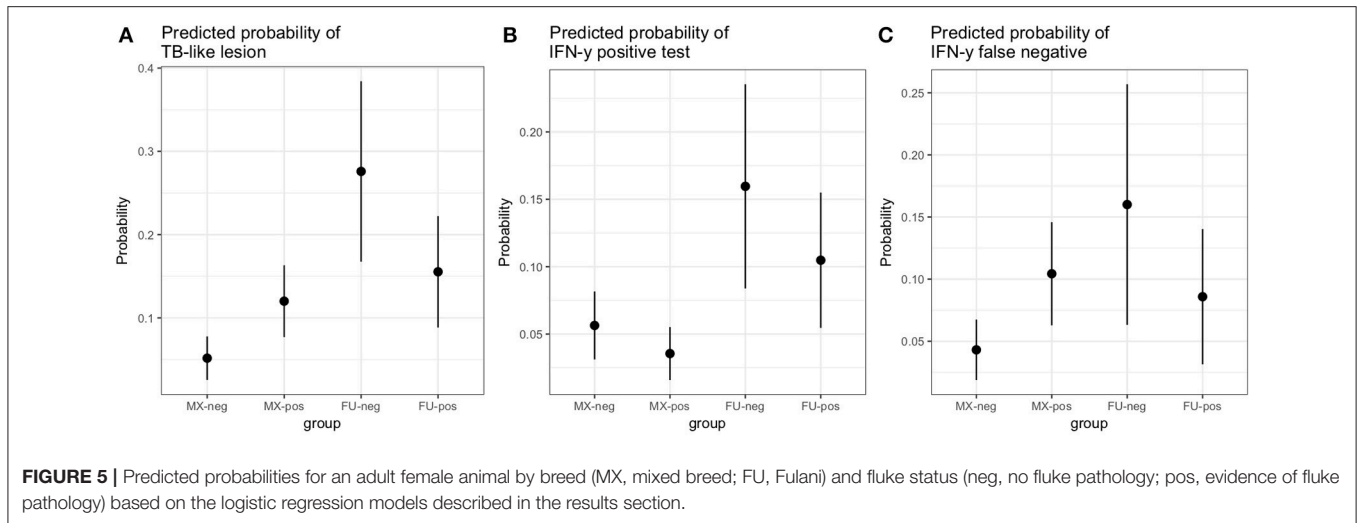 A
Predicted probability of
TB-like lesion
0.4
0.3
0.2
0.1
Probability
MX-neg MX-pos FU-neg FU-pos
group
B
Predicted probability of
IFN-y positive test
0.20
0.15
0.10
0.05
Probability
MX-neg MX-pos FU-neg FU-pos
group
C
Predicted probability of
IFN-y false negative
0.25
0.20
0.15
0.10
0.05
Probability
MX-neg MX-pos FU-neg FU-pos
group
FIGURE 5 | Predicted probabilities for an adult female animal by breed (MX, mixed breed; FU, Fulani) and fluke status (neg, no fluke pathology; pos, evidence of fluke
pathology) based on the logistic regression models described in the results section.